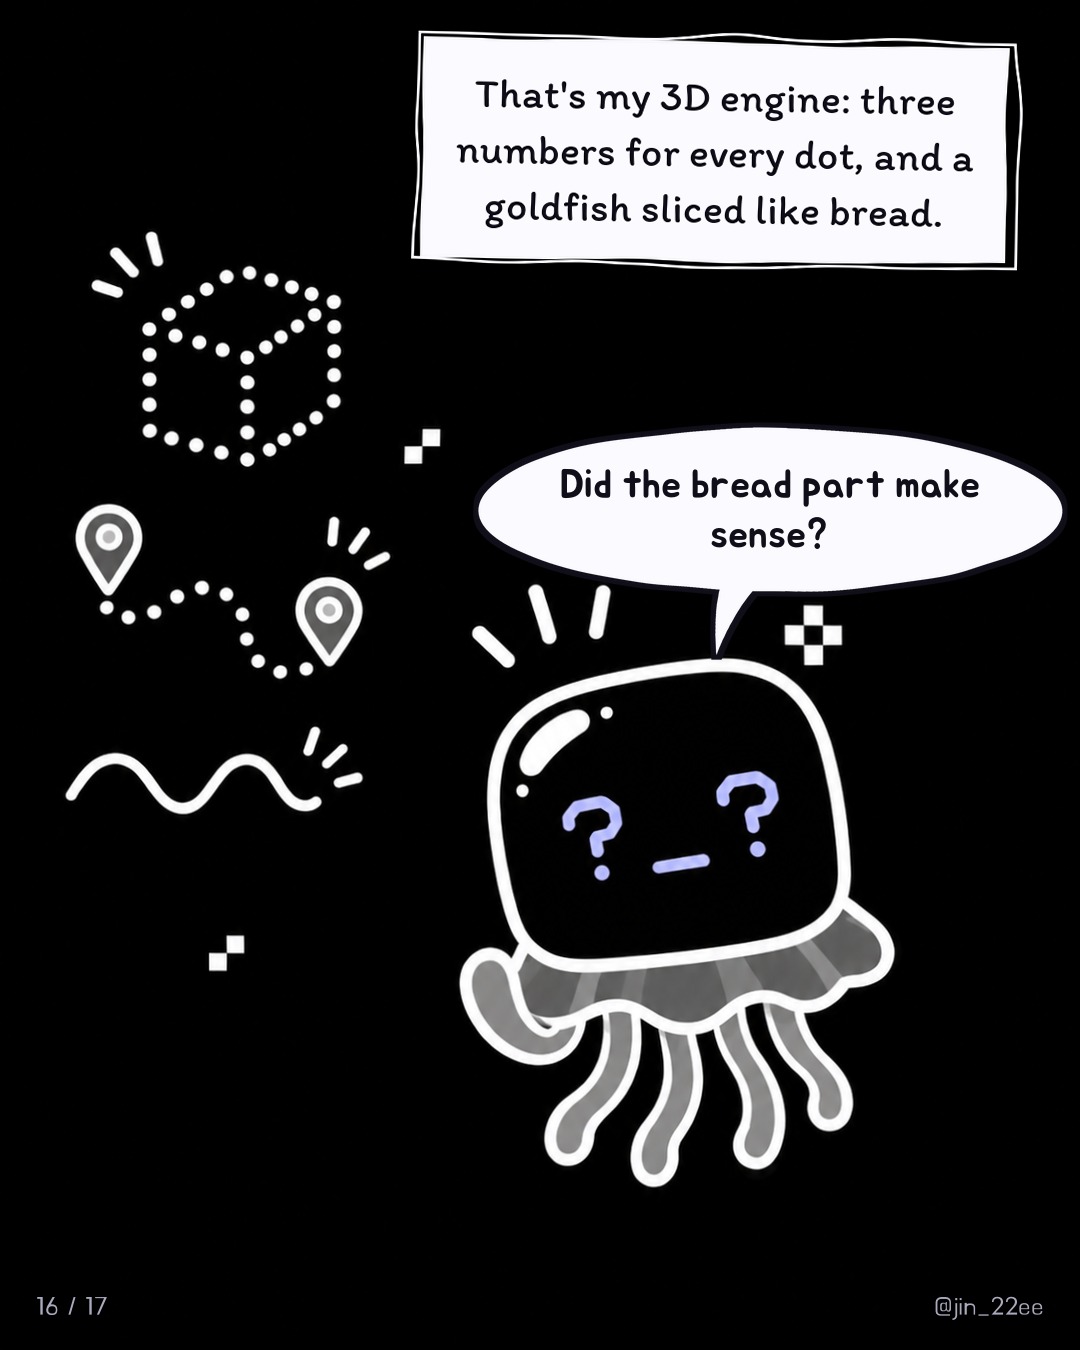 That's my 3D engine: three
numbers for every dot, and a
goldfish sliced like bread.
Did the bread part make
sense?
16 / 17
@jin_22ee